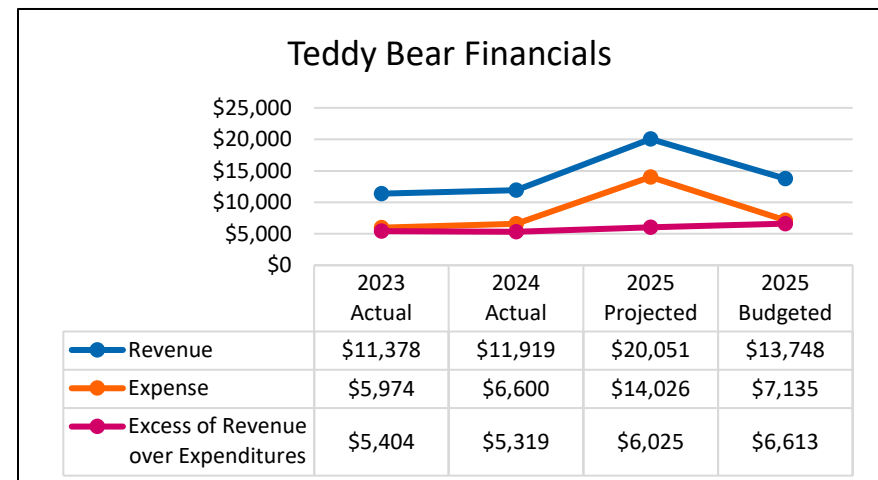 Teddy Bear Financials
$25,000
$20,000
$15,000
$10,000
$5,000
$0
2023 Actual
2024 Actual
2025 Projected
2025 Budgeted
Revenue $11,378 $11,919 $20,051 $13,748
Expense $5,974 $6,600 $14,026 $7,135
Excess of Revenue
over Expenditures $5,404 $5,319 $6,025 $6,613